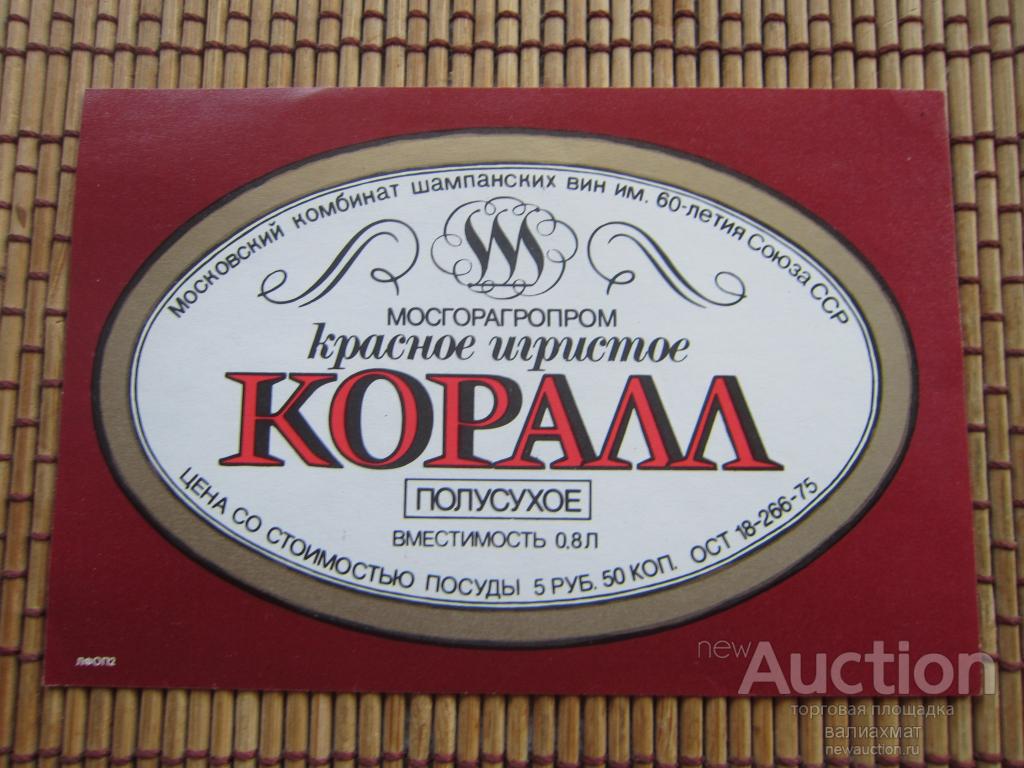 Московский комбинат шампанских вин им. 60-летия Союза ССР
МОСГОРАГРОПРОМ
красное игристое
КОРАЛЛ
ПОЛУСУХОЕ
ВМЕСТИМОСТЬ 0.8 Л
ЦЕНА СО СТОИМОСТЬЮ ПОСУДЫ 5 РУБ. 50 КОП. ОСТ 18-266-75
ЛФОП2
newAuction
торговая площадка
валиахмат
newauction.ru